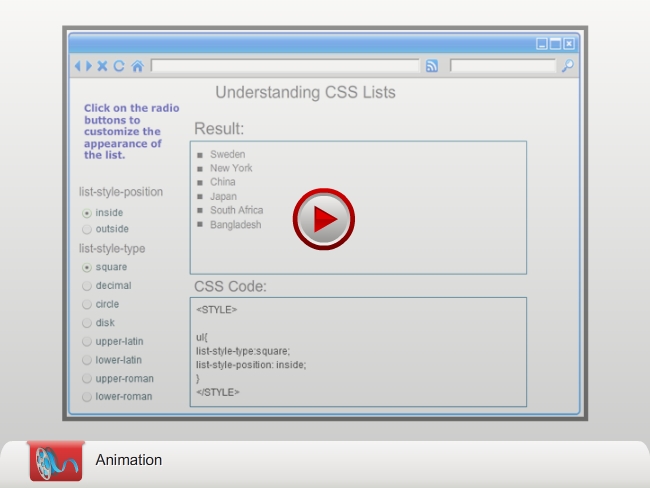 Understanding CSS Lists
Click on the radio
buttons to
customize the
appearance of
the list.
list-style-position
inside
outside
list-style-type
square
decimal
circle
disk
upper-latin
lower-latin
upper-roman
lower-roman
Result:
Sweden
New York
China
Japan
South Africa
Bangladesh
CSS Code:
<STYLE>
ul{
list-style-type:square;
list-style-position: inside;
}
</STYLE>
Animation